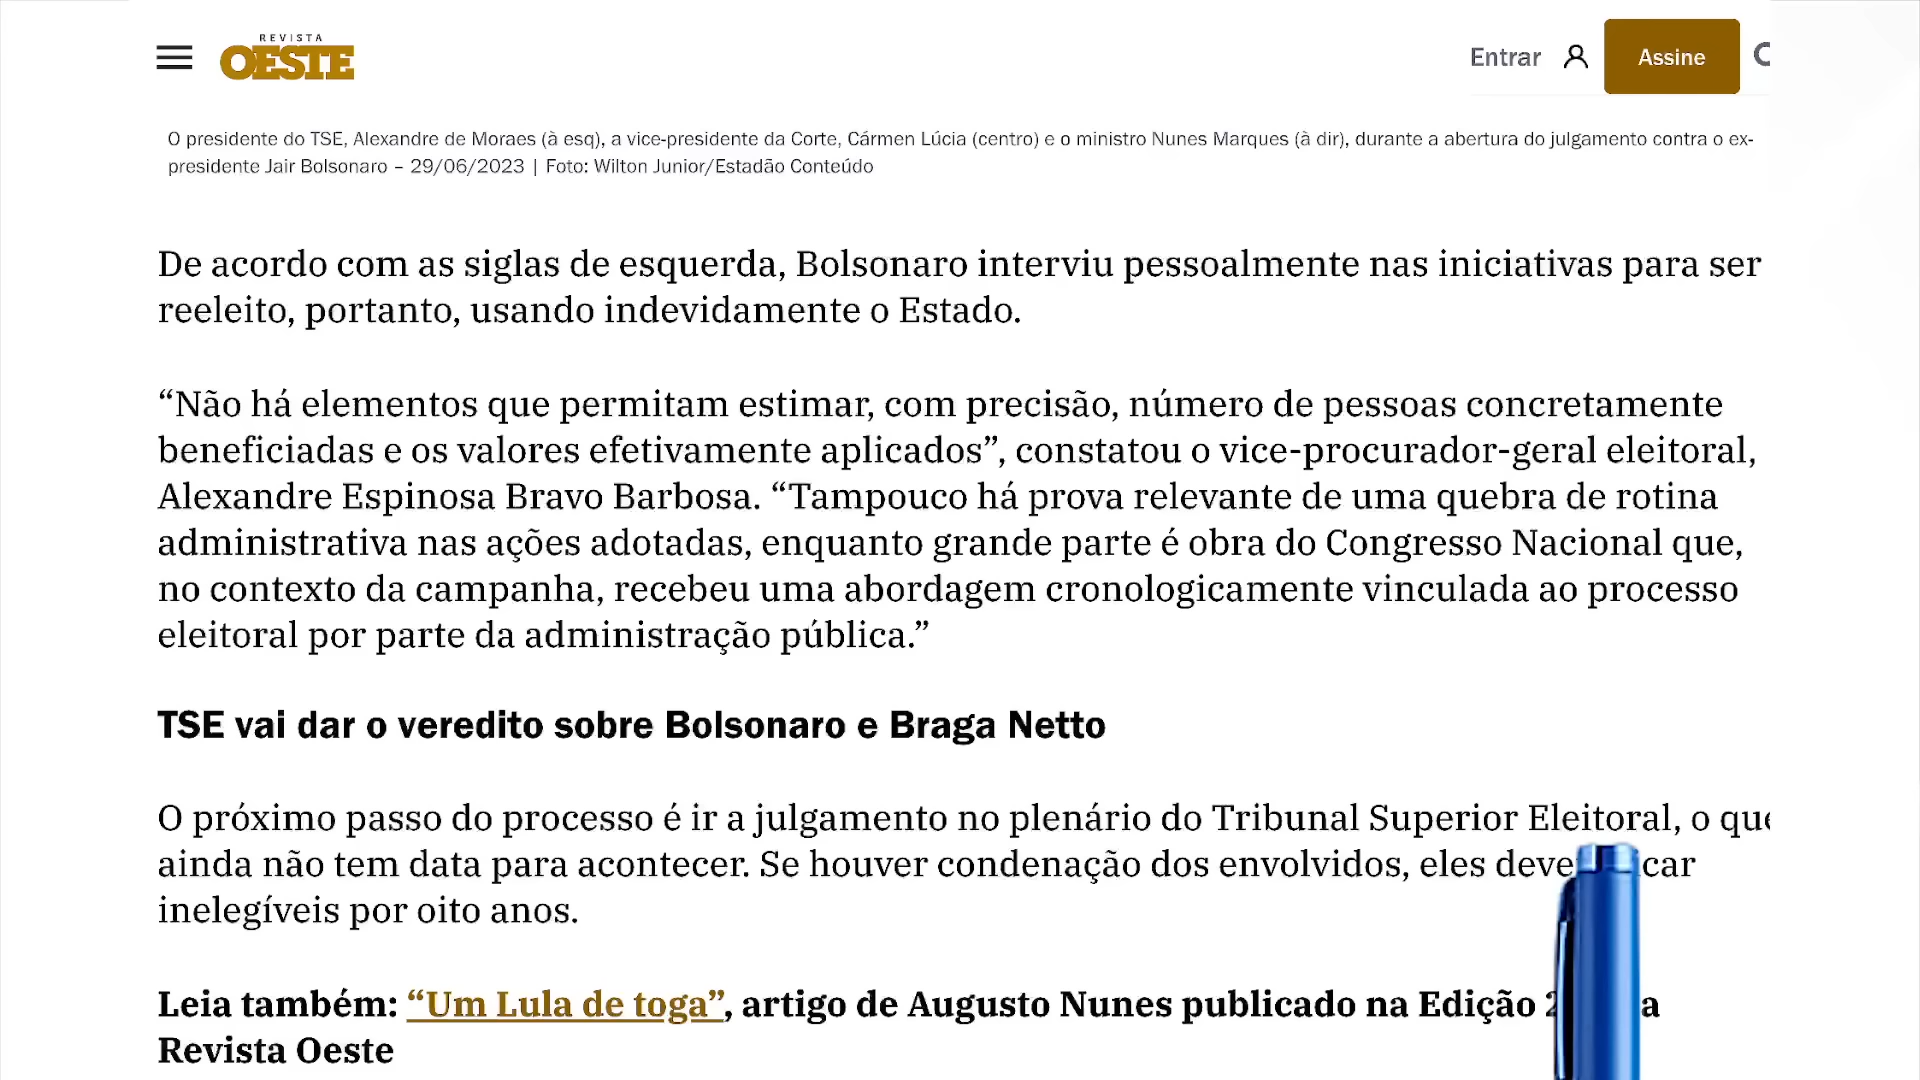 REVISTA
OESTE
Entrar
Assine
O presidente do TSE, Alexandre de Moraes (à esq), a vice-presidente da Corte, Cármen Lúcia (centro) e o ministro Nunes Marques (à dir), durante a abertura do julgamento contra o ex-
presidente Jair Bolsonaro – 29/06/2023 | Foto: Wilton Junior/Estadão Conteúdo
De acordo com as siglas de esquerda, Bolsonaro interviu pessoalmente nas iniciativas para ser
reeleito, portanto, usando indevidamente o Estado.
“Não há elementos que permitam estimar, com precisão, número de pessoas concretamente
beneficiadas e os valores efetivamente aplicados”, constatou o vice-procurador-geral eleitoral,
Alexandre Espinosa Bravo Barbosa. “Tampouco há prova relevante de uma quebra de rotina
administrativa nas ações adotadas, enquanto grande parte é obra do Congresso Nacional que,
no contexto da campanha, recebeu uma abordagem cronologicamente vinculada ao processo
eleitoral por parte da administração pública.”
TSE vai dar o veredito sobre Bolsonaro e Braga Netto
O próximo passo do processo é ir a julgamento no plenário do Tribunal Superior Eleitoral, o que
ainda não tem data para acontecer. Se houver condenação dos envolvidos, eles
inelegíveis por oito anos.
Leia também: “Um Lula de toga”, artigo de Augusto Nunes publicado na Edição
Revista Oeste